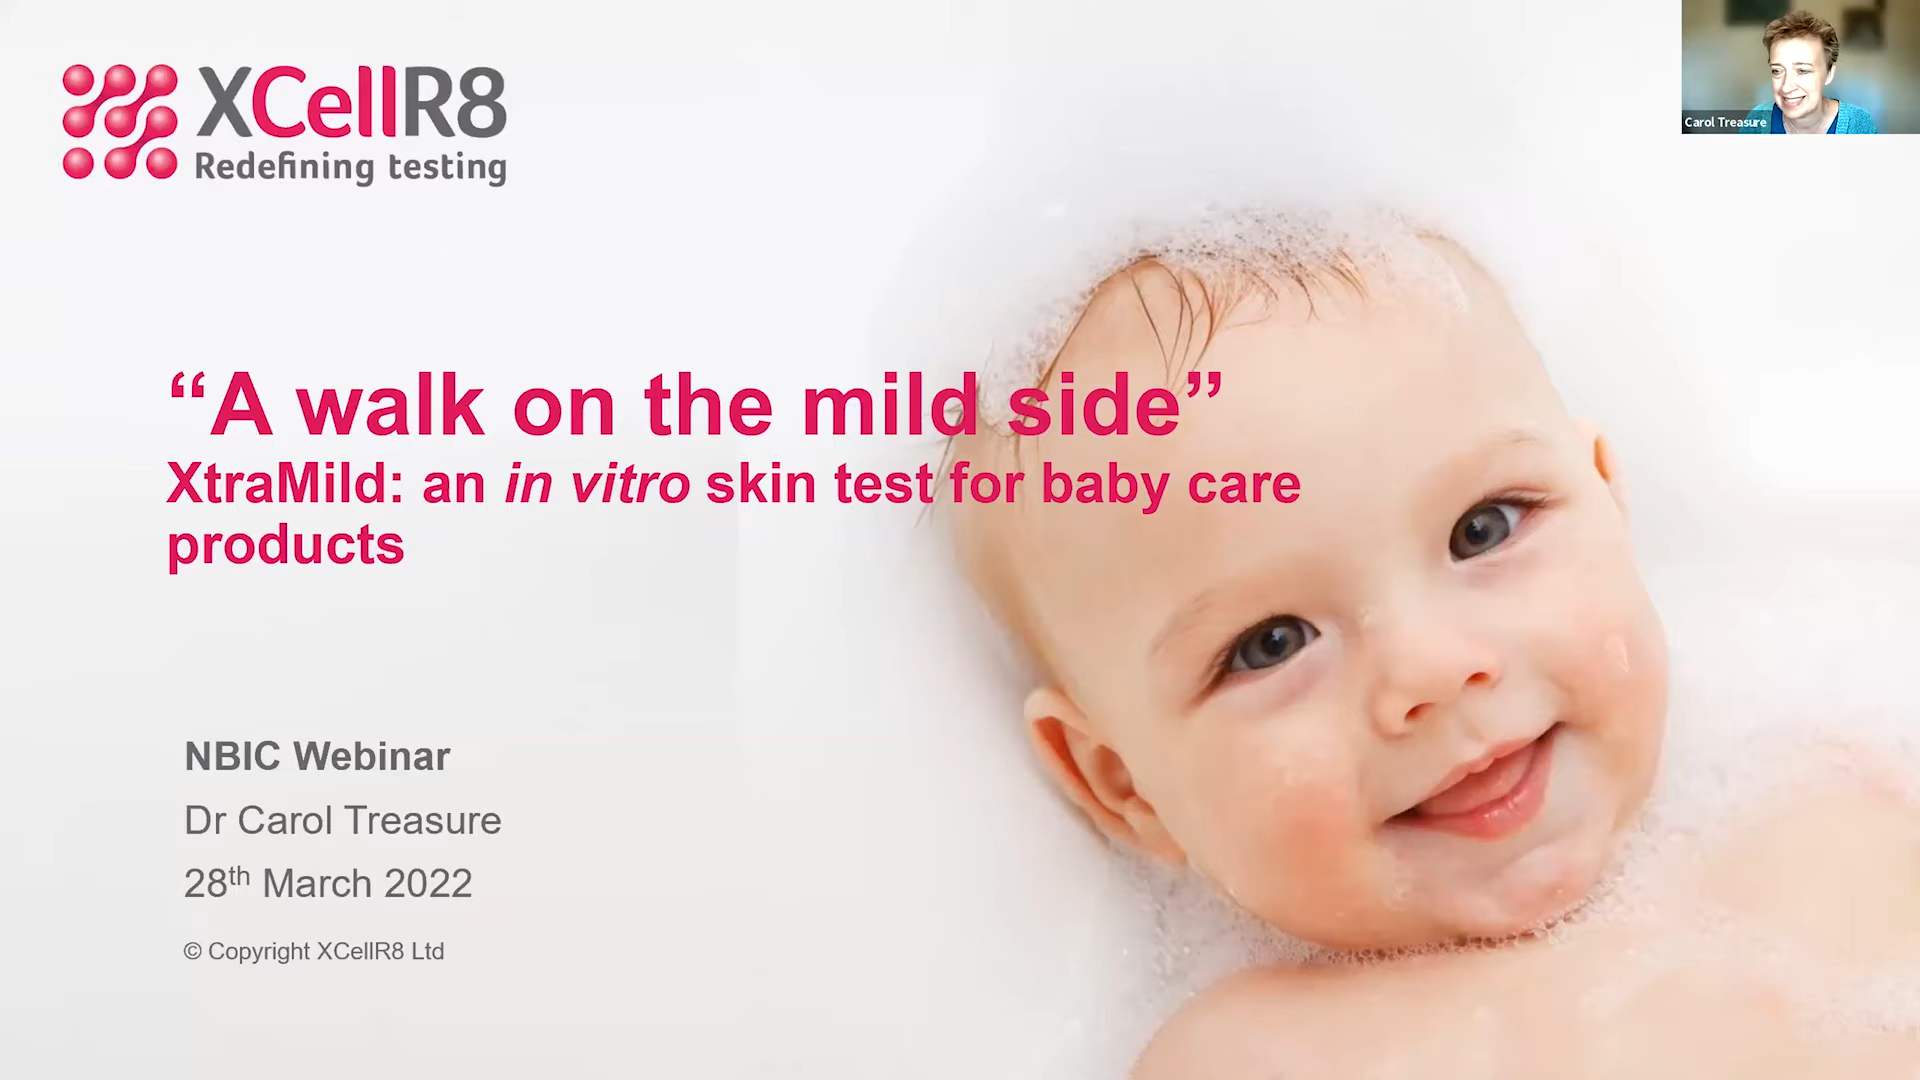 XCellR8
Redefining testing
Carol Treasure
“A walk on the mild side”
XtraMild: an in vitro skin test for baby care
products
NBIC Webinar
Dr Carol Treasure
28th March 2022
© Copyright XCellR8 Ltd